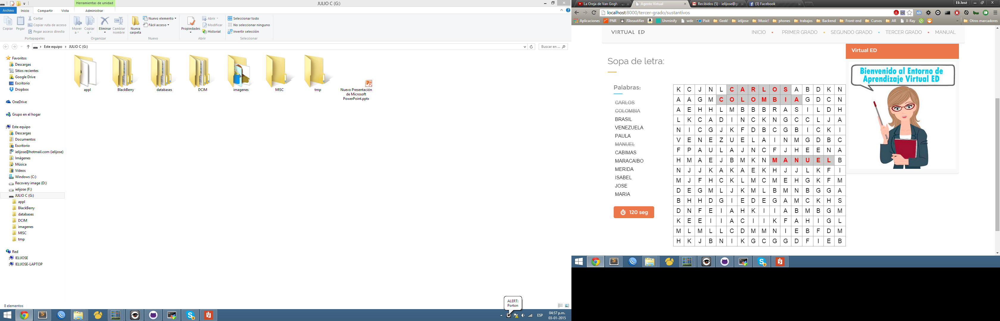 Herramientas de unidad
JULIO C (G:)
Archivo Inicio Compartir Vista Administrar
Copiar
Pegar
Cortar
Copiar ruta de acceso
Pegar acceso directo
Portapapeles
Mover a
Copiar a
Eliminar
Cambiar nombre
Organizar
Nueva carpeta
Nuevo elemento
Fácil acceso
Nuevo
Propiedades
Abrir
Modificar
Historial
Abrir
Seleccionar todo
No seleccionar ninguno
Invertir selección
Seleccionar
Este equipo JULIO C (G:)
Buscar en ...
Favoritos
Descargas
Sitios recientes
Google Drive
Escritorio
Dropbox
OneDrive
Grupo en el hogar
Este equipo
Descargas
Documentos
Escritorio
ielijose@hotmail.com (ielijose)
Imágenes
Música
Vídeos
Windows (C:)
Recovery image (D:)
ielijose (F:)
JULIO C (G:)
appl
BlackBerry
databases
DCIM
imagenes
MISC
tmp
Red
IELIJOSE
IELIJOSE-LAPTOP
appl
BlackBerry
databases
DCIM
imagenes
MISC
tmp
Nuevo Presentación
de Microsoft
PowerPoint.pptx
8 elementos
ALERT:
Porton
ESP
04:57 p.m.
03-01-2015
La Oreja de Van Gogh -
Agente Virtual
Recibidos (5) - ielijose@g
(3) Facebook
Eli José
localhost:8000/tercer-grado/sustantivos
Aplicaciones PNR JSbeautifier Unminify wde Pixit Geek! ielijose Music! phones trabajos Backend Front-end Cursos AR X-Ray » Otros marcadores
VIRTUAL ED
INICIO • PRIMER GRADO • SEGUNDO GRADO • TERCER GRADO • MANUAL
Sopa de letra:
Palabras:
CARLOS
COLOMBIA
BRASIL
VENEZUELA
PAULA
MANUEL
CABIMAS
MARACAIBO
MERIDA
ISABEL
JOSE
MARIA
120 seg
K C J N L C A R L O S A B D K N
A A G M C O L O M B I A G D C N
A E H H L M B B B R A S I L D H
L K C A D I N C K N G C C L J A
N I C G J K F D B C G B I C K I
V E N E Z U E L A I N M G D B C
F P A U L A J N C F J H E E N A
H M A E J B M K N M A N U E L B
N J J K A K A E K H J J L K F I
M J F H C K L M C M E H G K F M
D E G M L J K M L B M N B G G A
B H H D G I E D E G A M C K H S
D N F E I A H K I I A B M B G M
K E E I I A C I I K F A H I G L
M L M L L C D M M N I E B F D M
H K J B N I K G C G G D F I E B
Virtual ED
Bienvenido al Entorno de
Aprendizaje Virtual ED